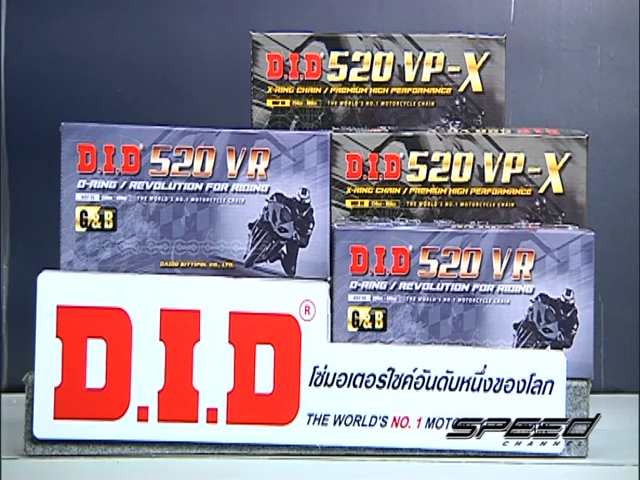 D.I.D 520 VP-X
X-RING CHAIN / PREMIUM HIGH PERFORMANCE
THE WORLD'S NO.1 MOTORCYCLE CHAIN
D.I.D 520 VR
O-RING / REVOLUTION FOR RIDING
THE WORLD'S NO.1 MOTORCYCLE CHAIN
G&B
DAIDO SITTIPOL CO., LTD.
D.I.D 520 VP-X
X-RING CHAIN / PREMIUM HIGH PERFORMANCE
THE WORLD'S NO.1 MOTORCYCLE CHAIN
D.I.D 520 VR
O-RING / REVOLUTION FOR RIDING
THE WORLD'S NO.1 MOTORCYCLE CHAIN
G&B
D.I.D ®
โซ่มอเตอร์ไซค์อันดับหนึ่งของโลก
THE WORLD'S NO. 1
SPEED
CHANNEL